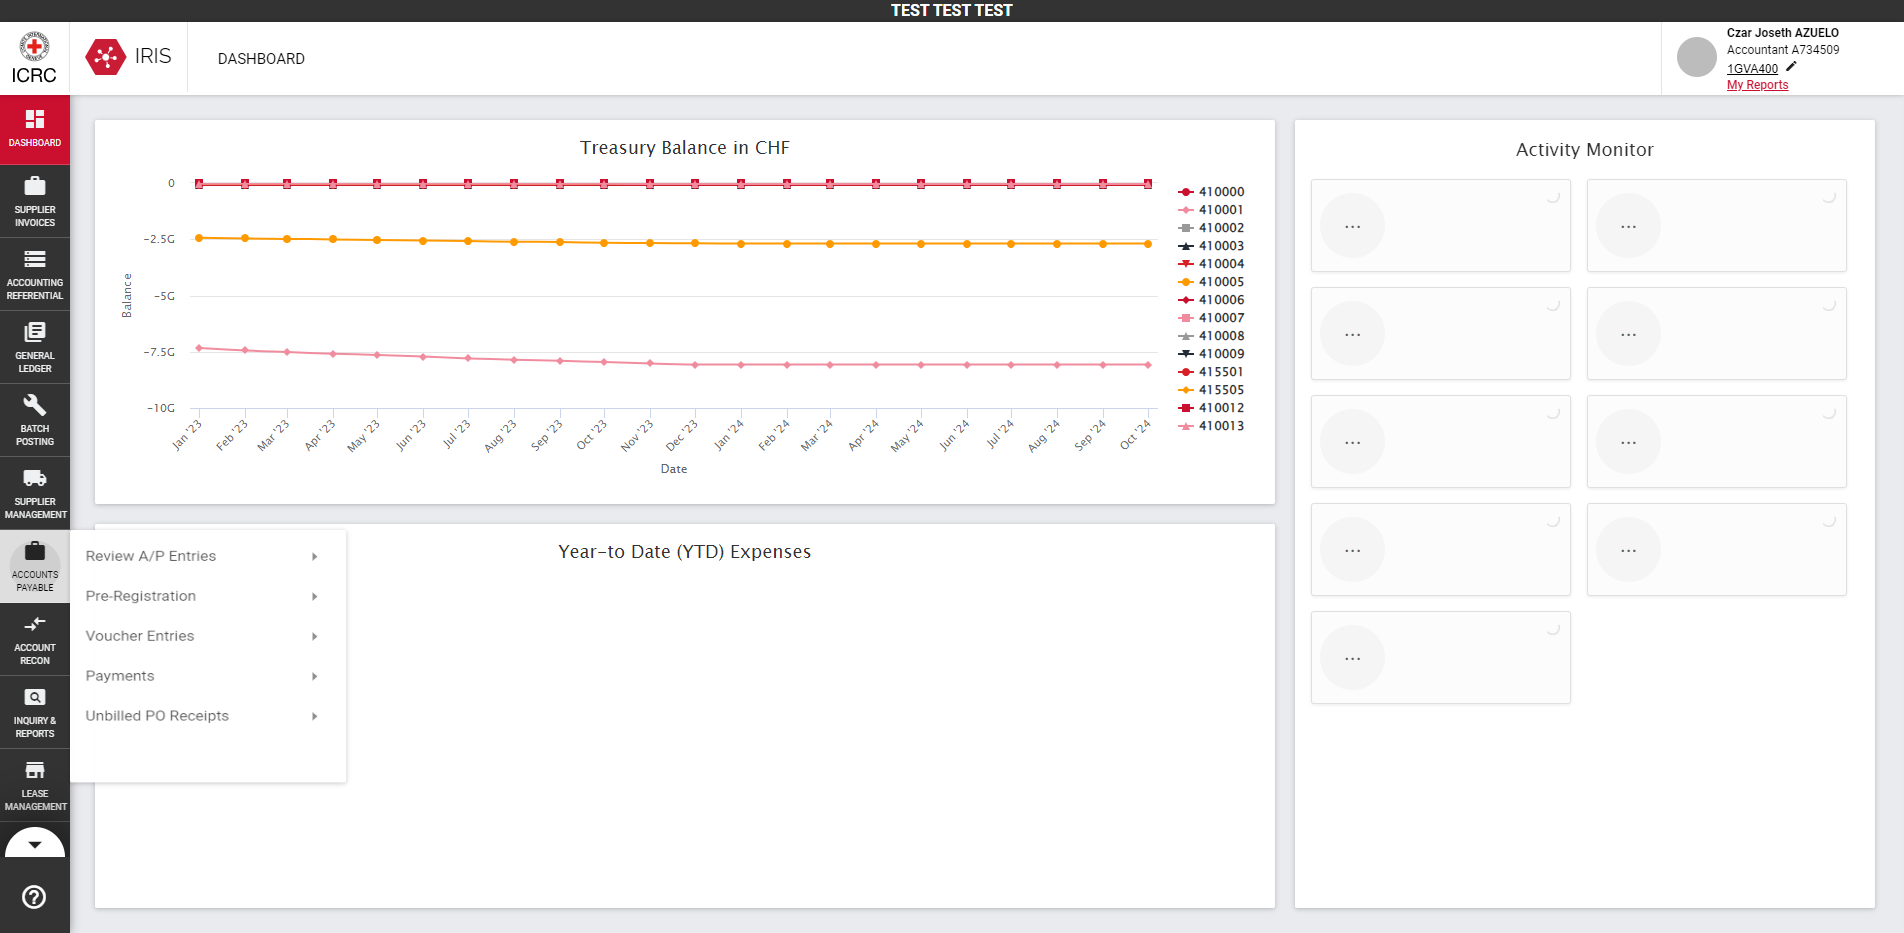 TEST TEST TEST
ICRC
IRIS
DASHBOARD
Czar Joseth AZUELO
Accountant A734509
1GVA400
My Reports
DASHBOARD
SUPPLIER
INVOICES
ACCOUNTING
REFERENTIAL
GENERAL
LEDGER
BATCH
POSTING
SUPPLIER
MANAGEMENT
ACCOUNTS
PAYABLE
ACCOUNT
RECON
INQUIRY &
REPORTS
LEASE
MANAGEMENT
Review A/P Entries
Pre-Registration
Voucher Entries
Payments
Unbilled PO Receipts
Treasury Balance in CHF
Balance
0
−2.5G
−5G
−7.5G
−10G
Jan '23
Feb '23
Mar '23
Apr '23
May '23
Jun '23
Jul '23
Aug '23
Sep '23
Oct '23
Nov '23
Dec '23
Jan '24
Feb '24
Mar '24
Apr '24
May '24
Jun '24
Jul '24
Aug '24
Sep '24
Oct '24
Date
410000
410001
410002
410003
410004
410005
410006
410007
410008
410009
415501
415505
410012
410013
Year-to Date (YTD) Expenses
Activity Monitor
...
...
...
...
...
...
...
...
...